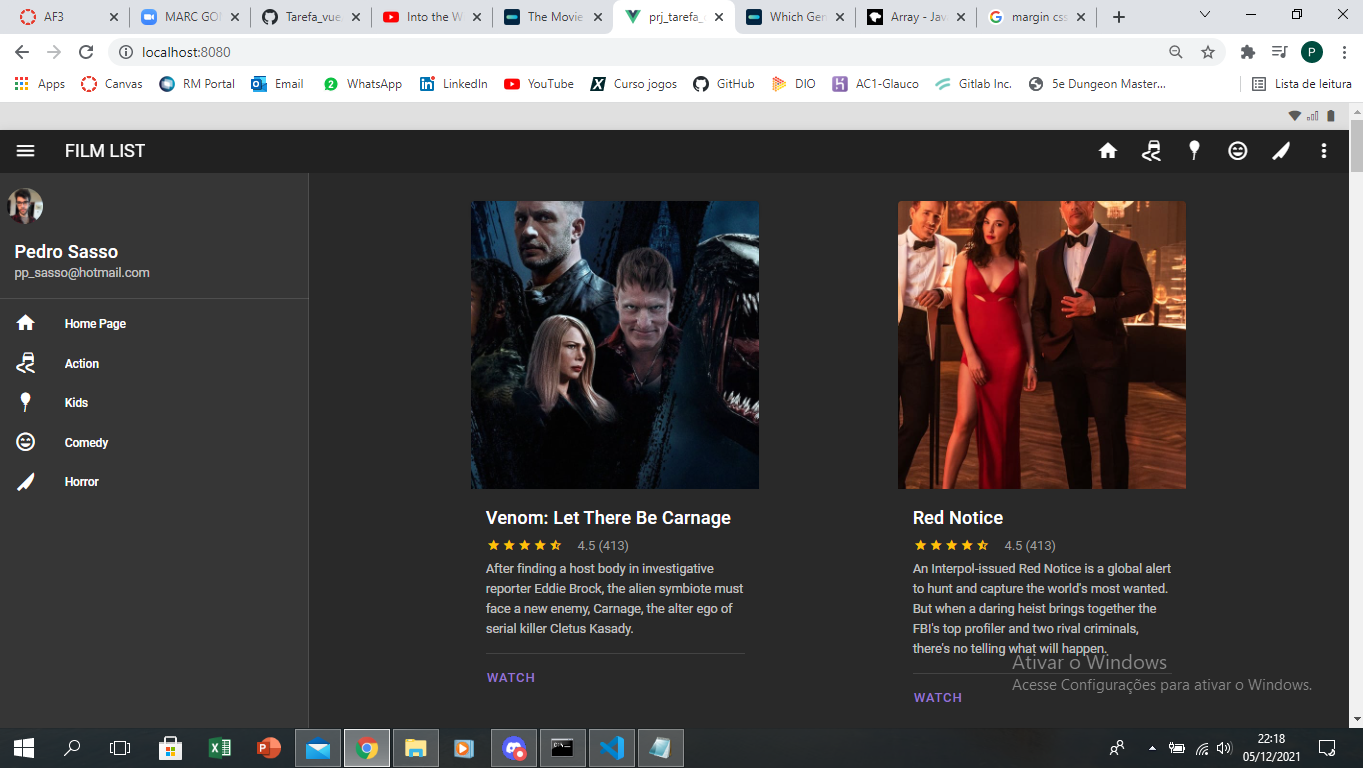 AF3
MARC GO
Tarefa_vue
Into the W
The Movie
prj_tarefa_
Which Gen
Array - Jav
margin css
localhost:8080
P
Apps
Canvas
RM Portal
Email
2
WhatsApp
LinkedIn
YouTube
Curso jogos
GitHub
DIO
AC1-Glauco
Gitlab Inc.
5e Dungeon Master...
Lista de leitura
FILM LIST
Pedro Sasso
pp_sasso@hotmail.com
Home Page
Action
Kids
Comedy
Horror
Venom: Let There Be Carnage
4.5 (413)
After finding a host body in investigative
reporter Eddie Brock, the alien symbiote must
face a new enemy, Carnage, the alter ego of
serial killer Cletus Kasady.
WATCH
Red Notice
4.5 (413)
An Interpol-issued Red Notice is a global alert
to hunt and capture the world's most wanted.
But when a daring heist brings together the
FBI's top profiler and two rival criminals,
there's no telling what will happen.
WATCH
Ativar o Windows
Acesse Configurações para ativar o Windows.
22:18
05/12/2021